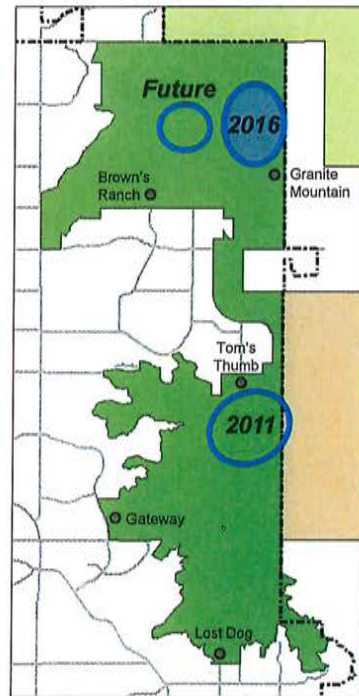 Future
2016
Brown's
Ranch
Granite
Mountain
Tom's
Thumb
2011
Gateway
Lost Dog